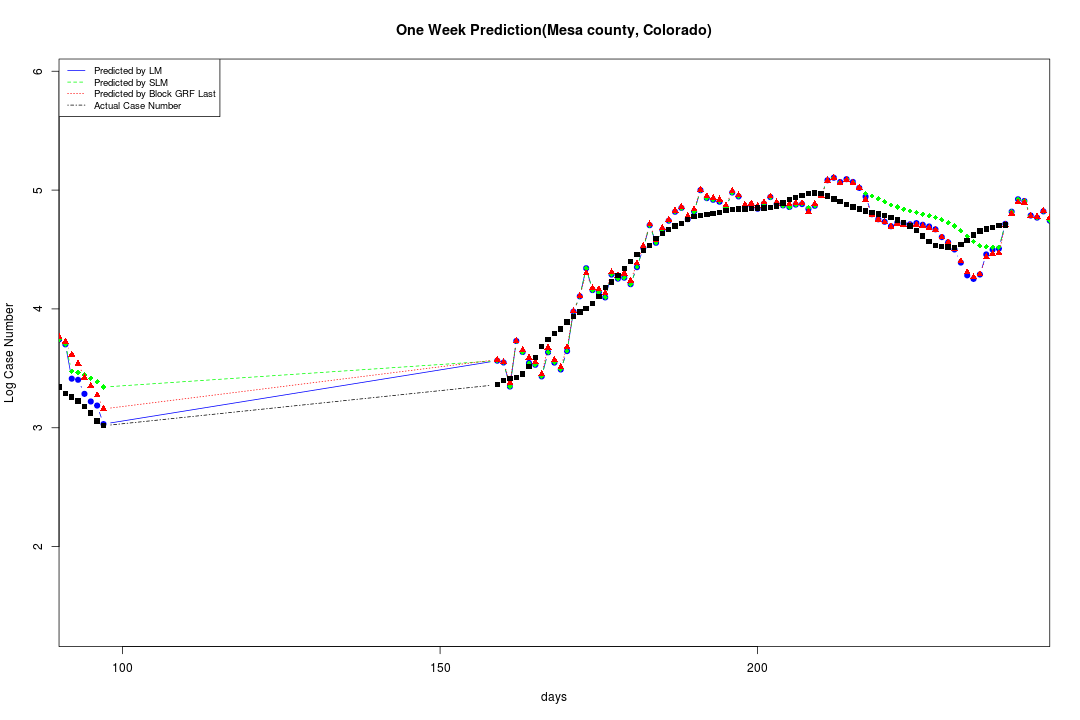 One Week Prediction(Mesa county, Colorado)
Predicted by LM
Predicted by SLM
Predicted by Block GRF Last
Actual Case Number
6
5
4
3
2
Log Case Number
100
150
200
days